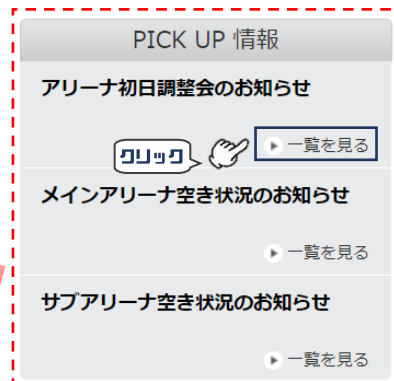 PICK UP 情報
アリーナ初日調整会のお知らせ
クリック
一覧を見る
メインアリーナ空き状況のお知らせ
一覧を見る
サブアリーナ空き状況のお知らせ
一覧を見る